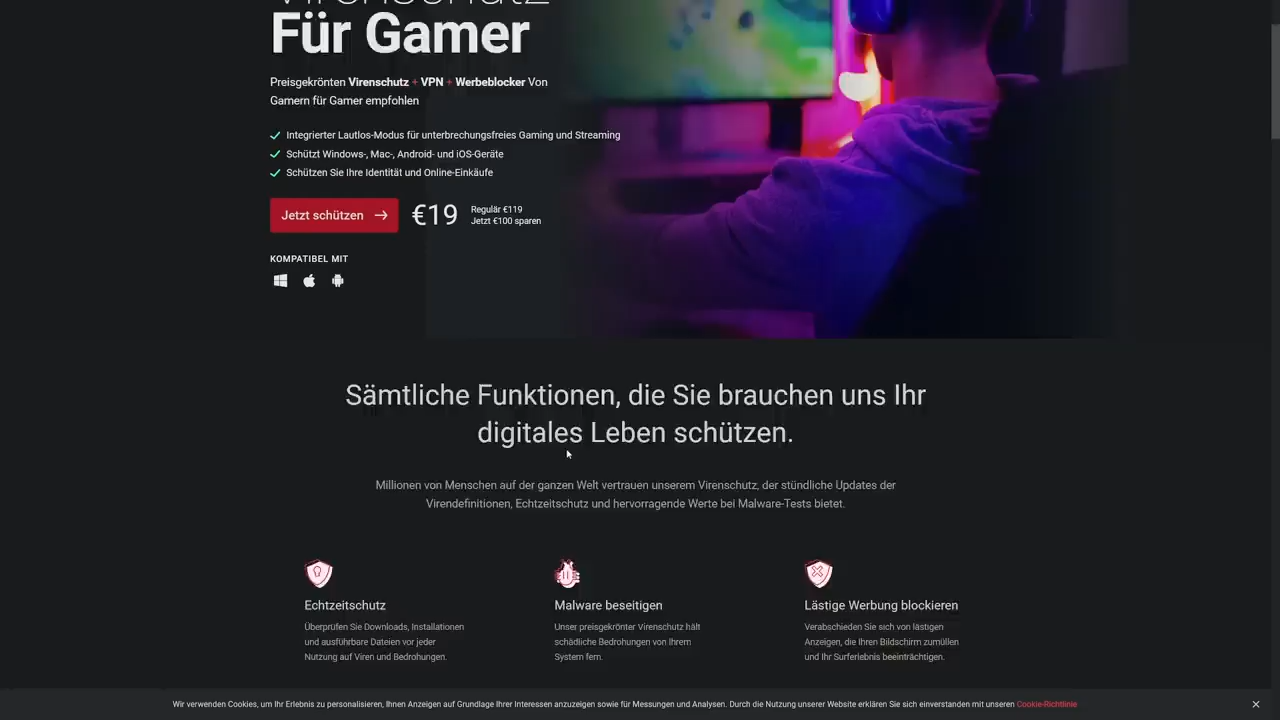 Virenschutz
Für Gamer
Preisgekrönten Virenschutz + VPN + Werbeblocker Von
Gamern für Gamer empfohlen
Integrierter Lautlos-Modus für unterbrechungsfreies Gaming und Streaming
Schützt Windows-, Mac-, Android- und iOS-Geräte
Schützen Sie Ihre Identität und Online-Einkäufe
Jetzt schützen → €19 Regulär €119
Jetzt €100 sparen
KOMPATIBEL MIT
Sämtliche Funktionen, die Sie brauchen uns Ihr
digitales Leben schützen.
Millionen von Menschen auf der ganzen Welt vertrauen unserem Virenschutz, der stündliche Updates der
Virendefinitionen, Echtzeitschutz und hervorragende Werte bei Malware-Tests bietet.
Echtzeitschutz
Überprüfen Sie Downloads, Installationen
und ausführbare Dateien vor jeder
Nutzung auf Viren und Bedrohungen.
Malware beseitigen
Unser preisgekrönter Virenschutz hält
schädliche Bedrohungen von Ihrem
System fern.
Lästige Werbung blockieren
Verabschieden Sie sich von lästigen
Anzeigen, die Ihren Bildschirm zumüllen
und Ihr Surferlebnis beeinträchtigen.
Wir verwenden Cookies, um Ihr Erlebnis zu personalisieren, Ihnen Anzeigen auf Grundlage Ihrer Interessen anzuzeigen sowie für Messungen und Analysen. Durch die Nutzung unserer Website erklären Sie sich einverstanden mit unseren Cookie-Richtlinie